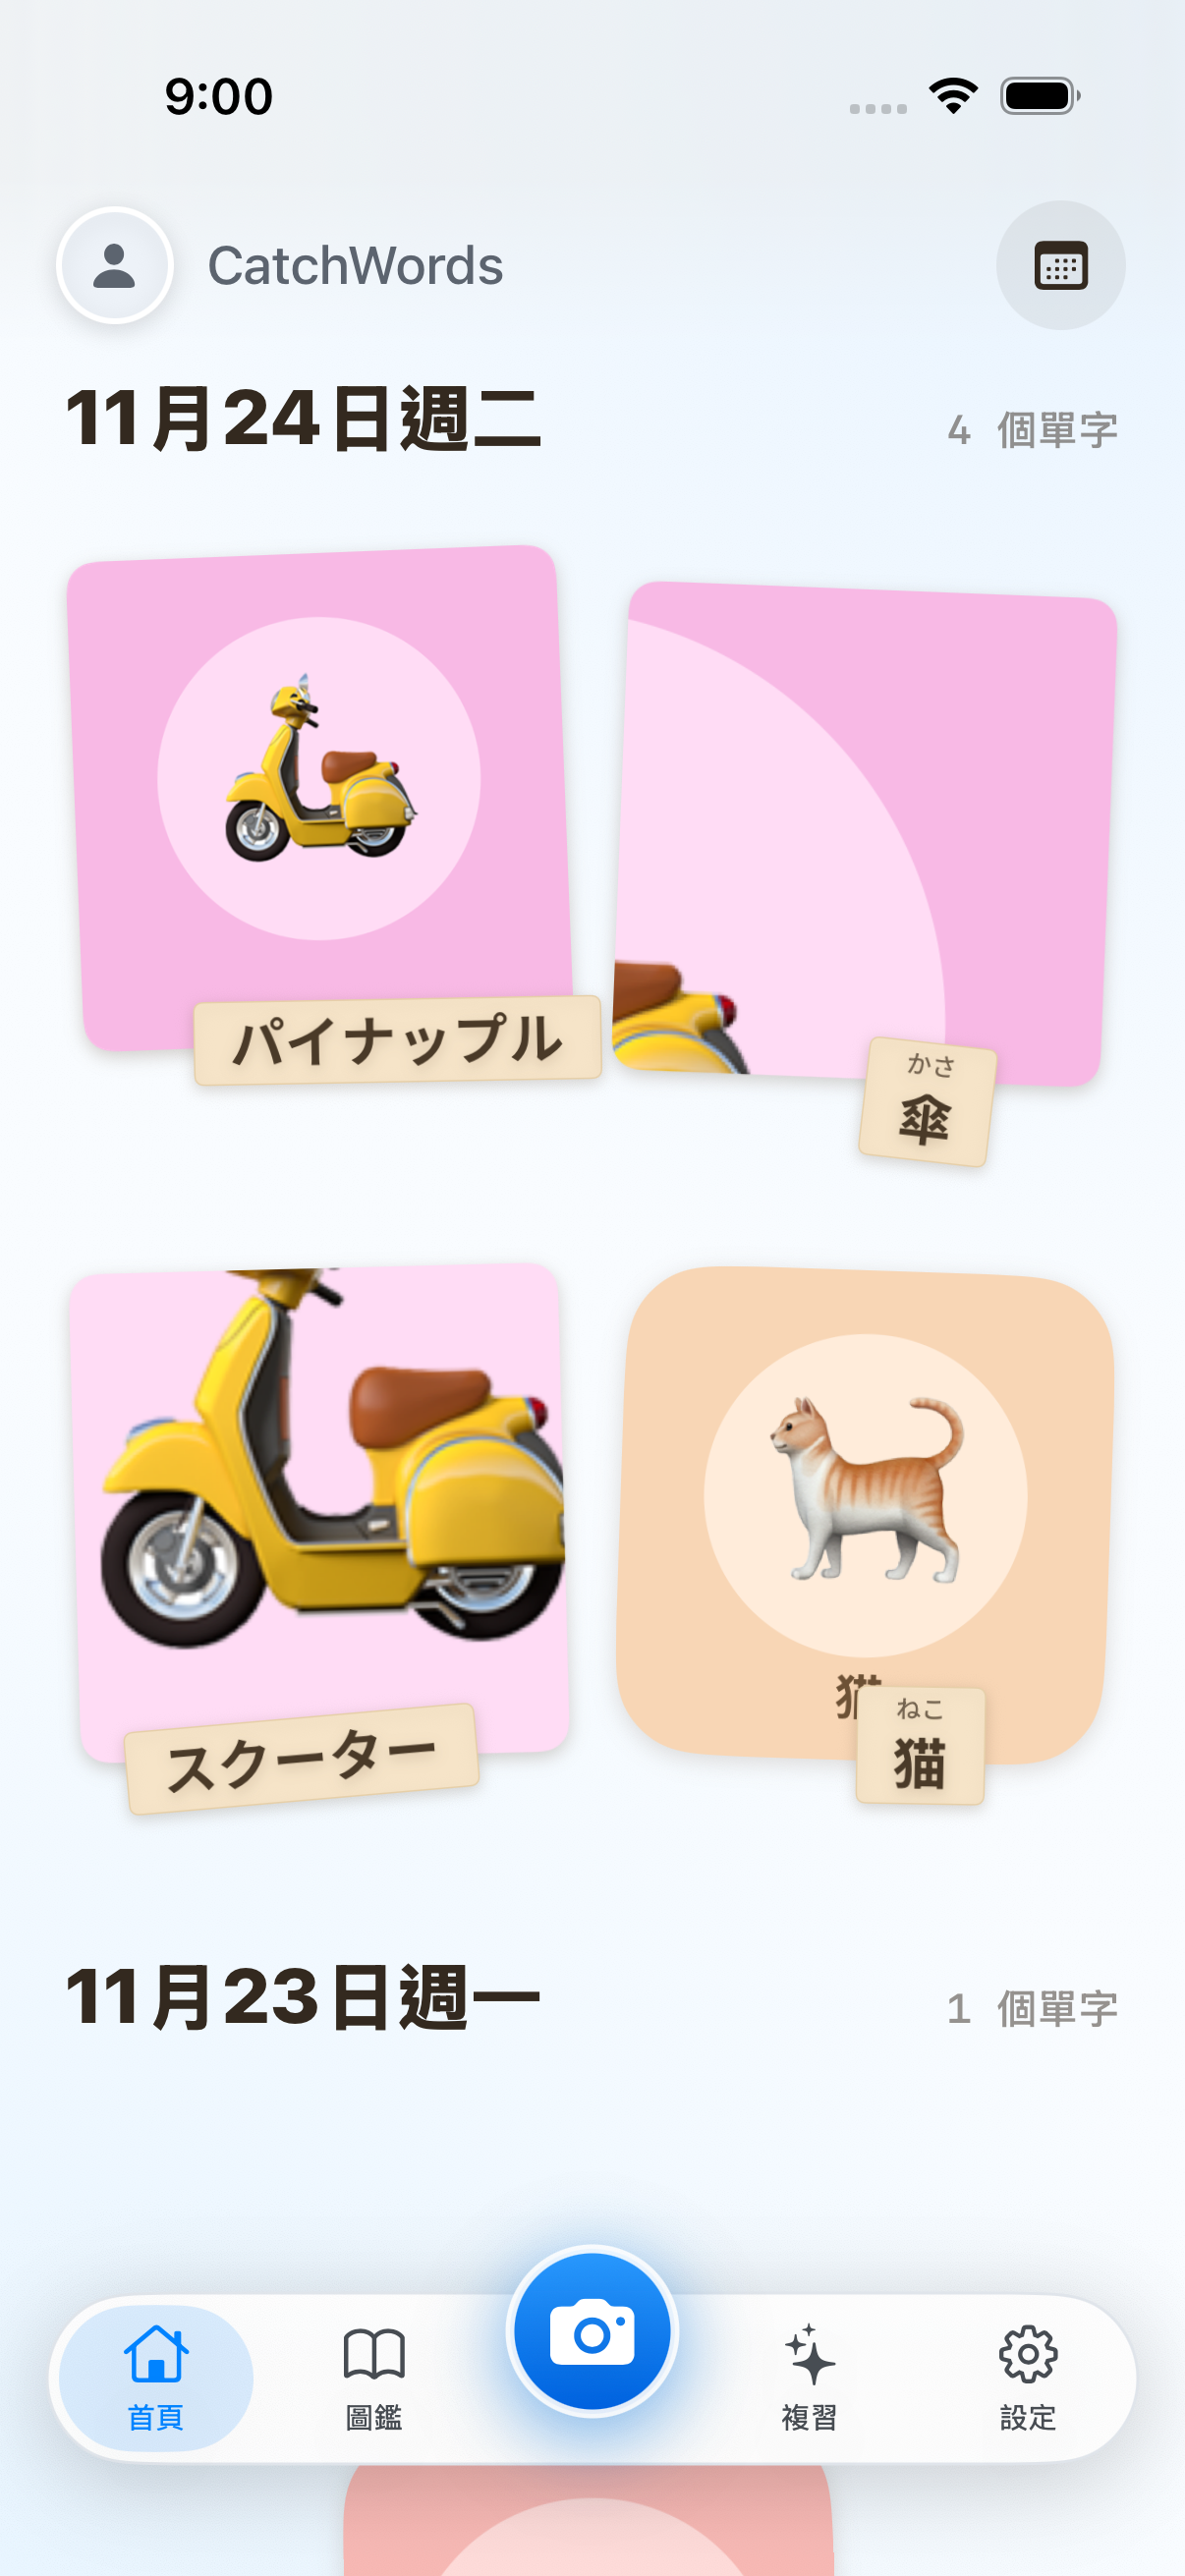 9:00
CatchWords
11月24日週二
4 個單字
パイナップル
かさ
傘
スクーター
猫
ねこ
猫
11月23日週一
1 個單字
首頁
圖鑑
複習
設定